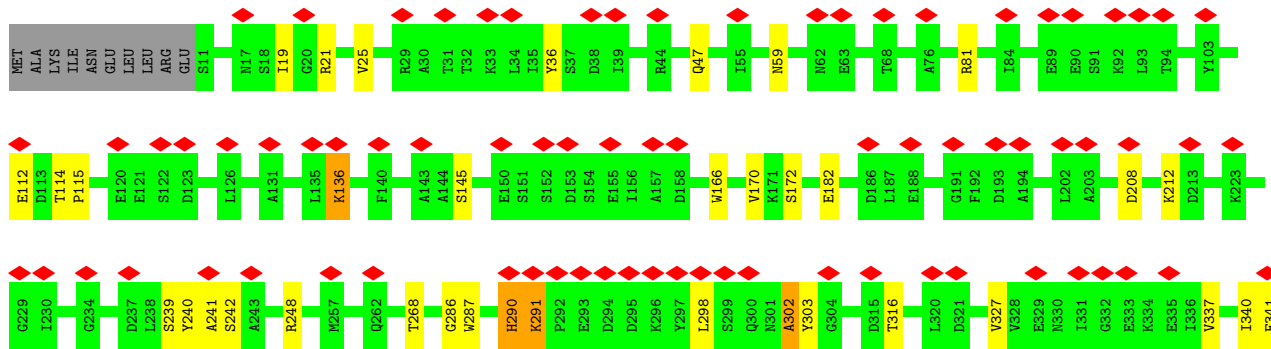 MET ALA LYS ILE ASN GLU LEU LEU ARG GLU S11 N17 S18 I19 G20 R21 V25 R29 A30 T31 T32 K33 L34 I35 Y36 S37 D38 I39 R44 Q47 I55 N59 N62 E63 T68 A76 R81 I84 E89 E90 S91 K92 L93 T94 Y103
E112 D113 T114 P115 E120 E121 S122 D123 L126 A131 L135 K136 F140 A143 A144 S145 E150 S151 S152 D153 S154 E155 I156 A157 D158 W166 V170 K171 S172 E182 D186 L187 E188 G191 F192 D193 A194 L202 A203 D208 K212 D213 K223
G229 I230 G234 D237 L238 S239 Y240 A241 S242 A243 R248 M257 Q262 T268 G286 W287 H290 K291 P292 E293 D294 D295 K296 Y297 L298 S299 Q300 N301 A302 Y303 G304 D315 T316 L320 D321 V327 V328 E329 N330 I331 G332 E333 K334 E335 I336 V337 I340